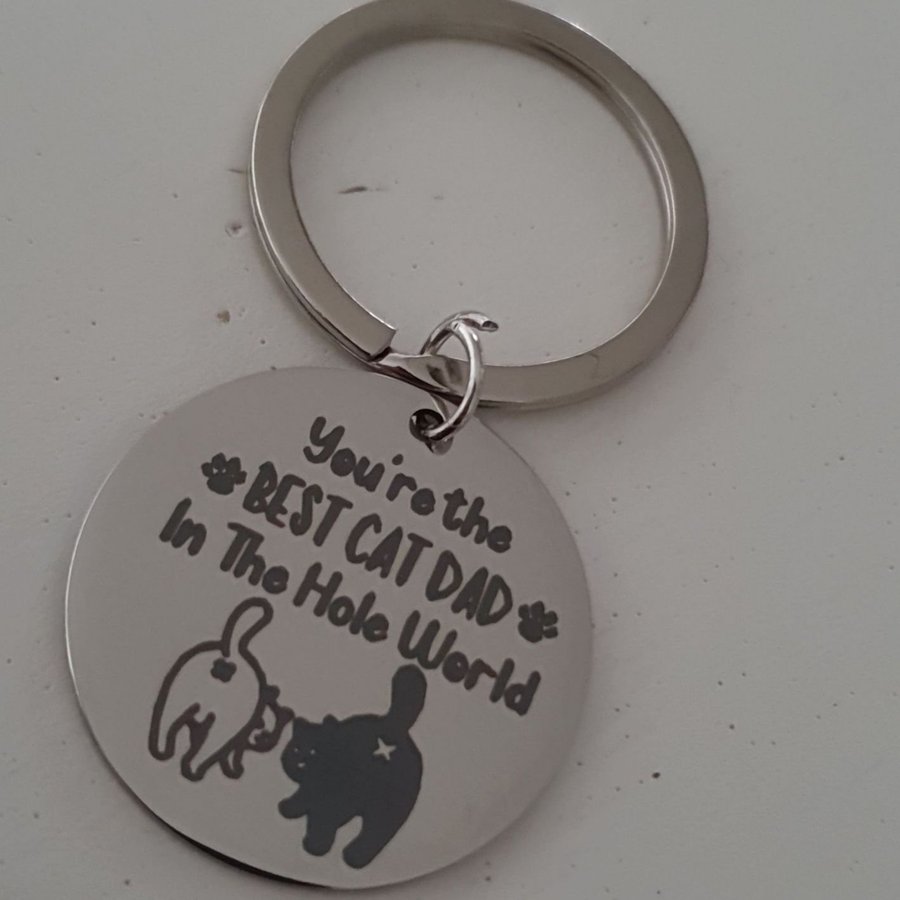 You're the
BEST CAT DAD
In The Hole World